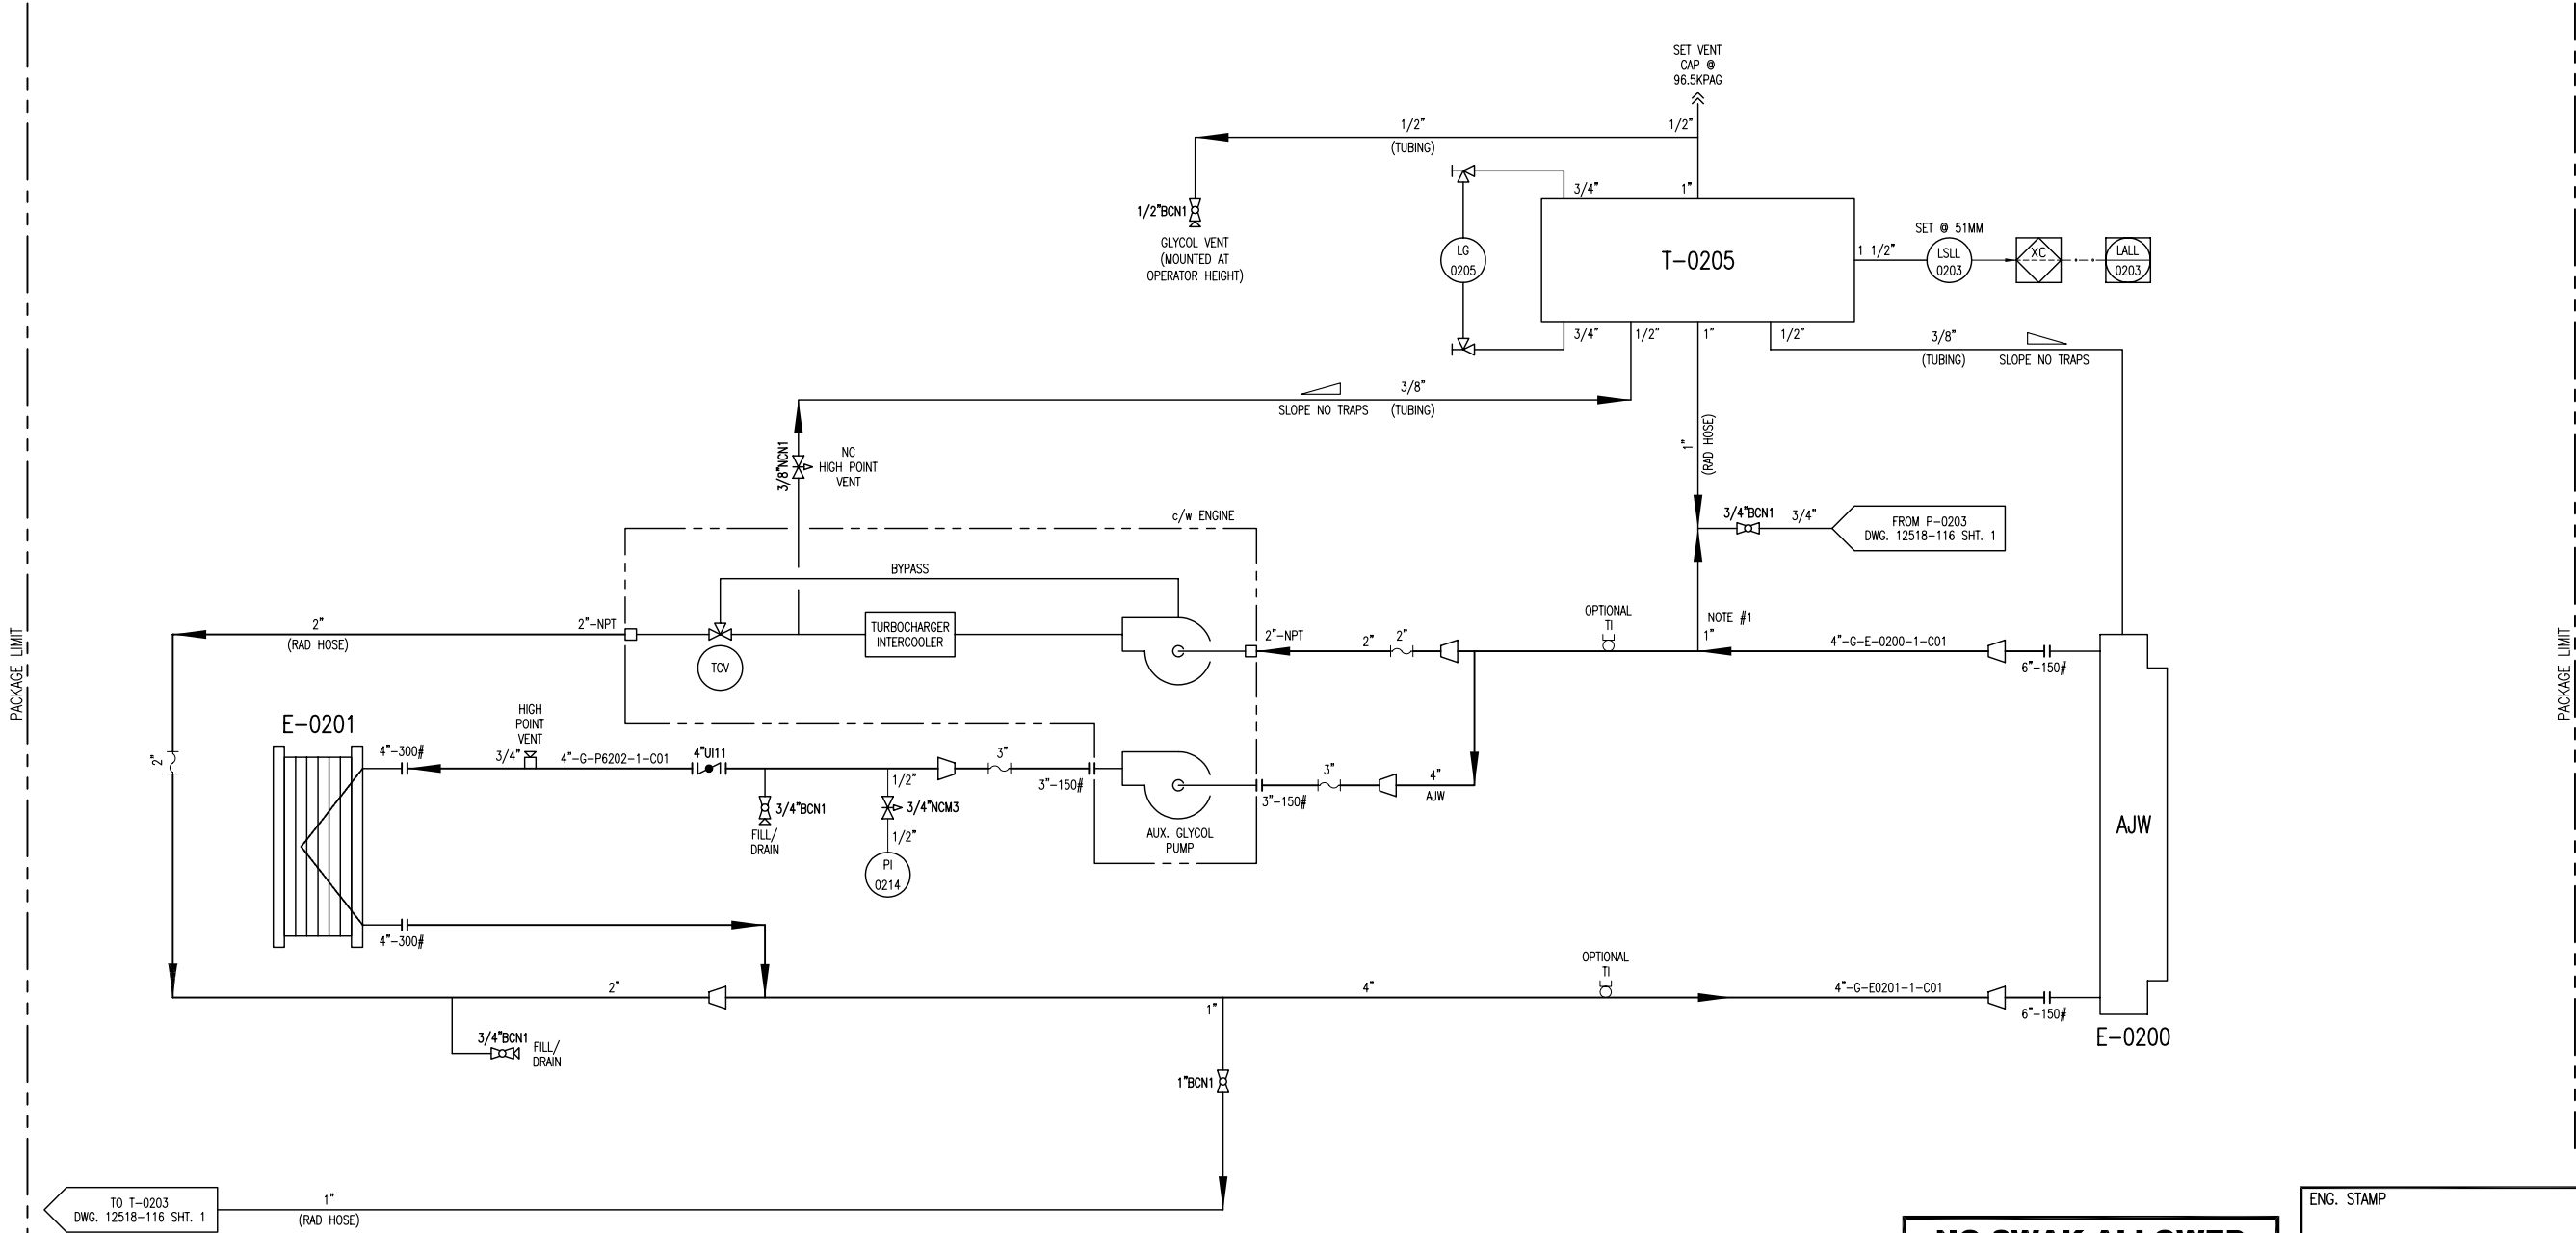 SET VENT
CAP @
96.5KPAG
1/2"
1/2"
(TUBING)
3/4"
1"
1/2"BCN1
GLYCOL VENT
(MOUNTED AT
OPERATOR HEIGHT)
LG
0205
T-0205
1 1/2"
SET @ 51MM
LSLL
0203
XC
LALL
0203
3/4"
1/2"
1"
1/2"
3/8"
(TUBING)
SLOPE NO TRAPS
3/8"
SLOPE NO TRAPS
(TUBING)
3/8"NCN1
NC
HIGH POINT
VENT
1"
(RAD HOSE)
c/w ENGINE
3/4"BCN1
3/4"
FROM P-0203
DWG. 12518-116 SHT. 1
BYPASS
2"
(RAD HOSE)
2"-NPT
TCV
TURBOCHARGER
INTERCOOLER
2"-NPT
2"
2"
OPTIONAL
TI
NOTE #1
1"
4"-G-E-0200-1-C01
6"-150#
PACKAGE LIMIT
PACKAGE LIMIT
E-0201
2"
4"-300#
HIGH
POINT
VENT
3/4"
4"-G-P6202-1-C01
4"UI11
3/4"BCN1
FILL/
DRAIN
1/2"
3/4"NCM3
1/2"
PI
0214
3"
3"-150#
AUX. GLYCOL
PUMP
3"-150#
3"
4"
AJW
AJW
4"-300#
2"
3/4"BCN1
FILL/
DRAIN
1"
4"
OPTIONAL
TI
4"-G-E0201-1-C01
6"-150#
E-0200
1"BCN1
TO T-0203
DWG. 12518-116 SHT. 1
1"
(RAD HOSE)
NO SWAK ALLOWED
ENG. STAMP